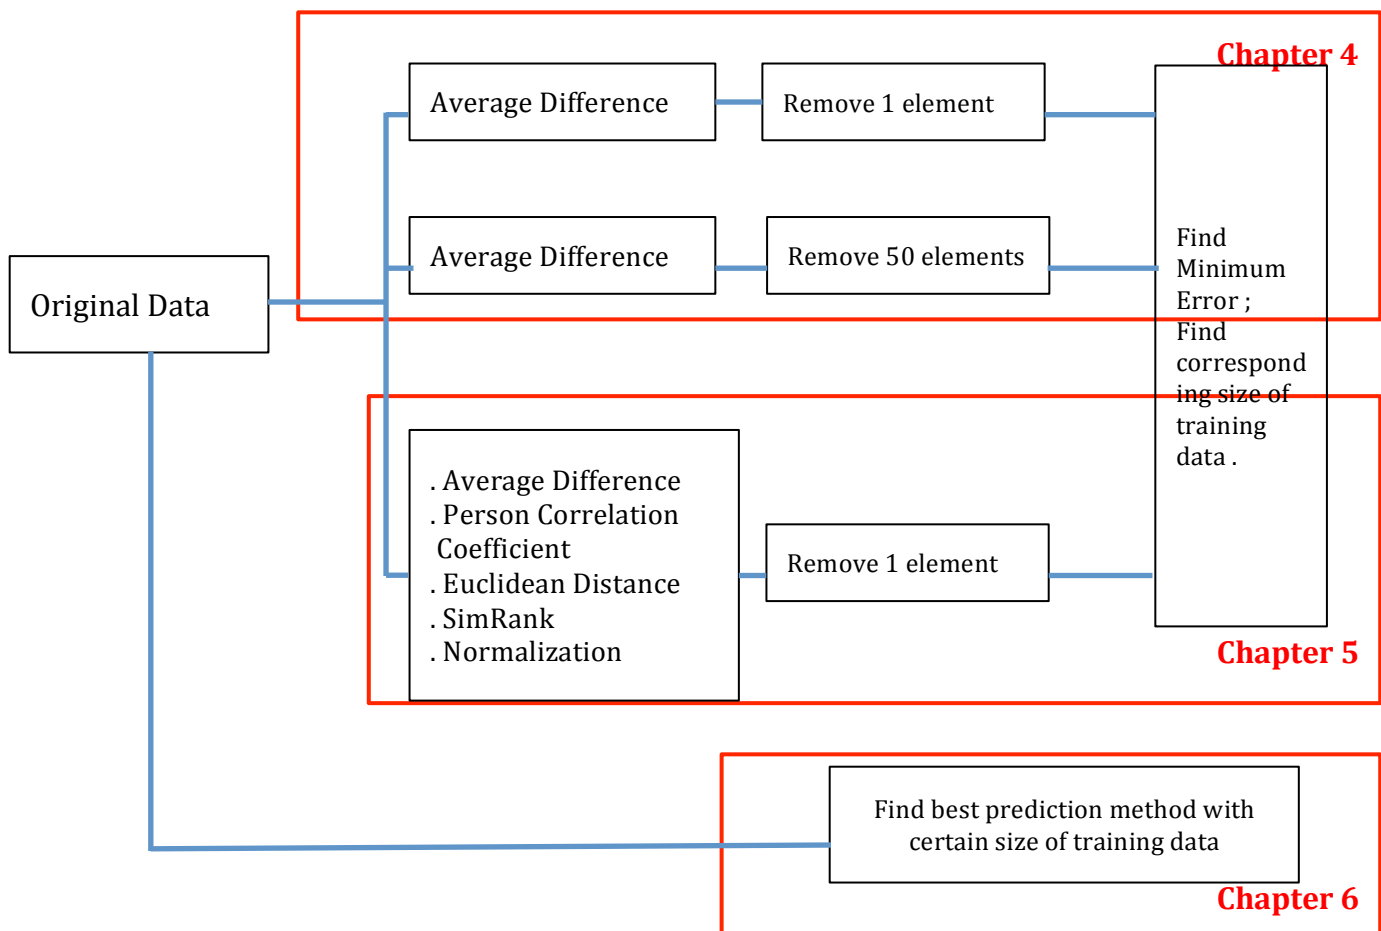 Chapter 4
Average Difference
Remove 1 element
Average Difference
Remove 50 elements
Original Data
Find
Minimum
Error ;
Find
correspond
ing size of
training
data .
. Average Difference
. Person Correlation
Coefficient
. Euclidean Distance
. SimRank
. Normalization
Remove 1 element
Chapter 5
Find best prediction method with
certain size of training data
Chapter 6